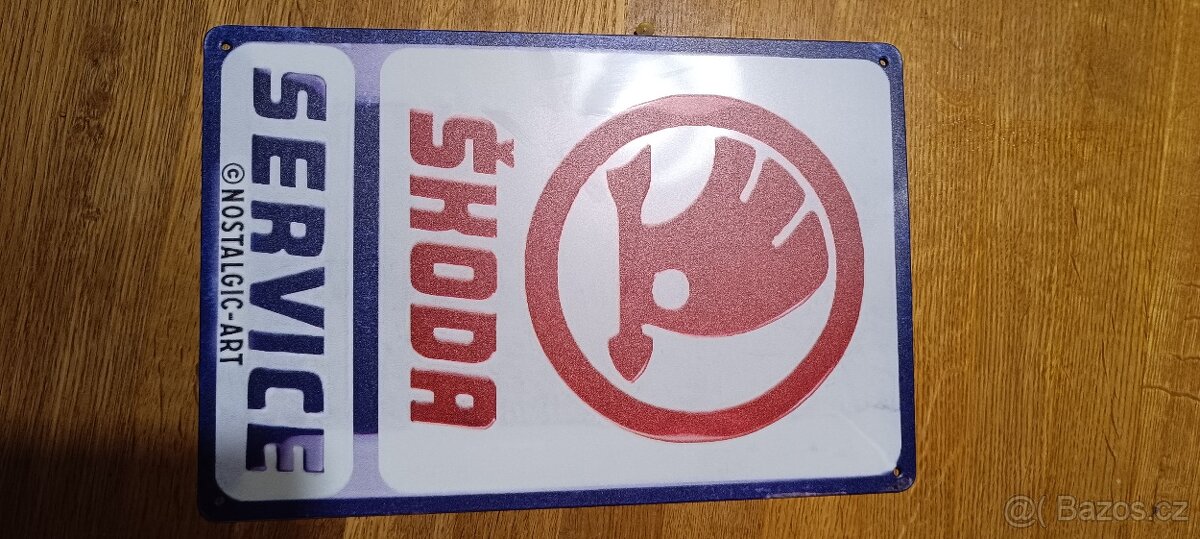 ŠKODA
SERVICE
©NOSTALGIC-ART
@( Bazos.cz